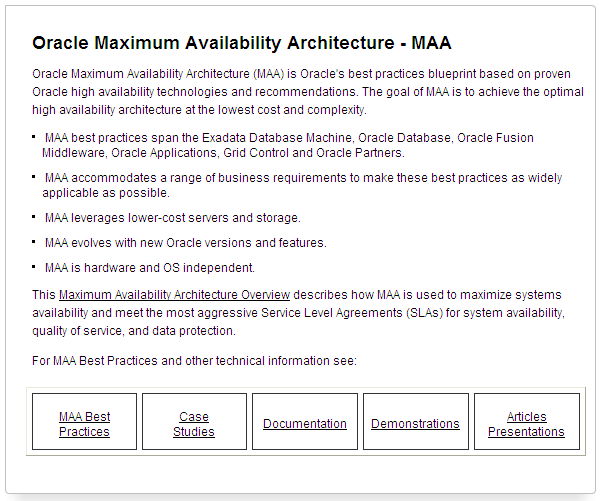 Oracle Maximum Availability Architecture - MAA
Oracle Maximum Availability Architecture (MAA) is Oracle's best practices blueprint based on proven
Oracle high availability technologies and recommendations. The goal of MAA is to achieve the optimal
high availability architecture at the lowest cost and complexity.
▪ MAA best practices span the Exadata Database Machine, Oracle Database, Oracle Fusion
Middleware, Oracle Applications, Grid Control and Oracle Partners.
▪ MAA accommodates a range of business requirements to make these best practices as widely
applicable as possible.
▪ MAA leverages lower-cost servers and storage.
▪ MAA evolves with new Oracle versions and features.
▪ MAA is hardware and OS independent.
This Maximum Availability Architecture Overview describes how MAA is used to maximize systems
availability and meet the most aggressive Service Level Agreements (SLAs) for system availability,
quality of service, and data protection.
For MAA Best Practices and other technical information see:
MAA Best
Practices
Case
Studies
Documentation
Demonstrations
Articles
Presentations